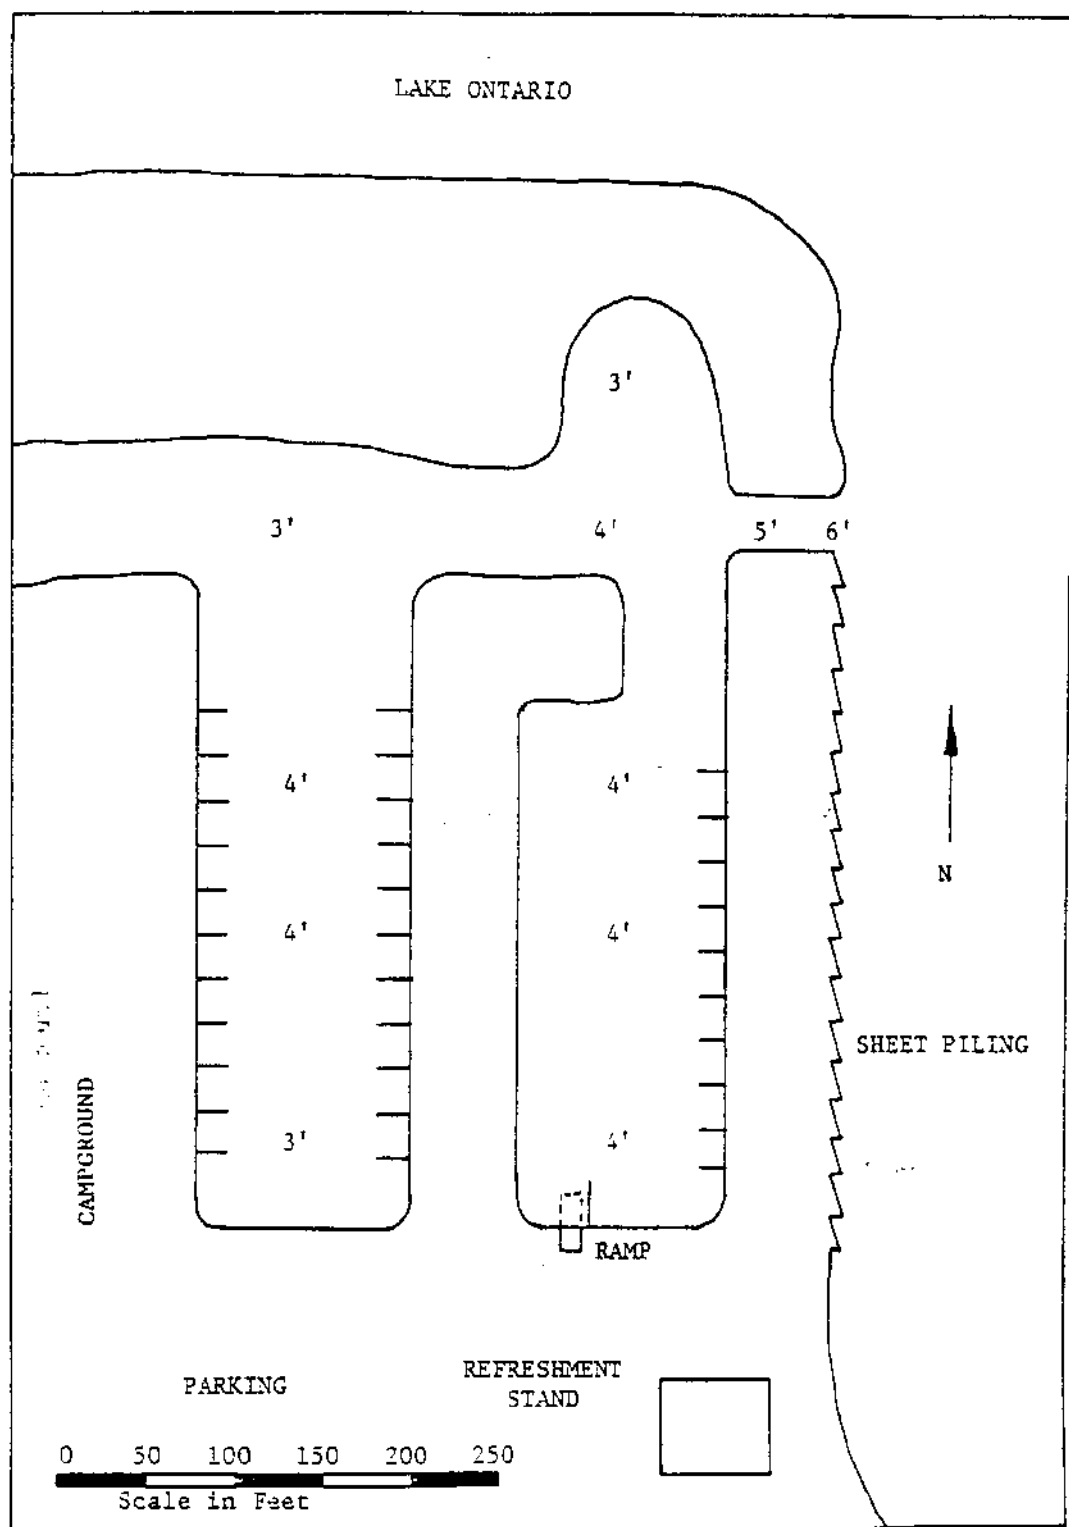 LAKE ONTARIO
3'
3'
4'
5'
6'
4'
4'
N
4'
4'
SHEET PILING
CAMPGROUND
3'
4'
RAMP
PARKING
REFRESHMENT
STAND
0 50 100 150 200 250
Scale in Feet